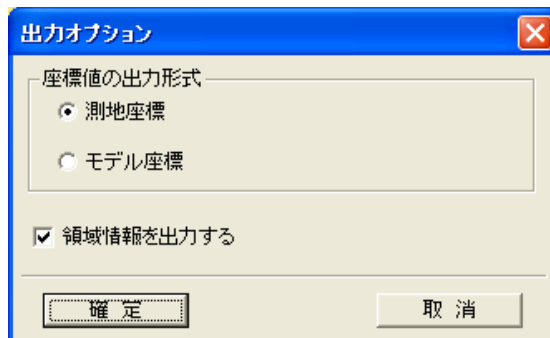 出力オプション
座標値の出力形式
測地座標
モデル座標
領域情報を出力する
確 定
取 消